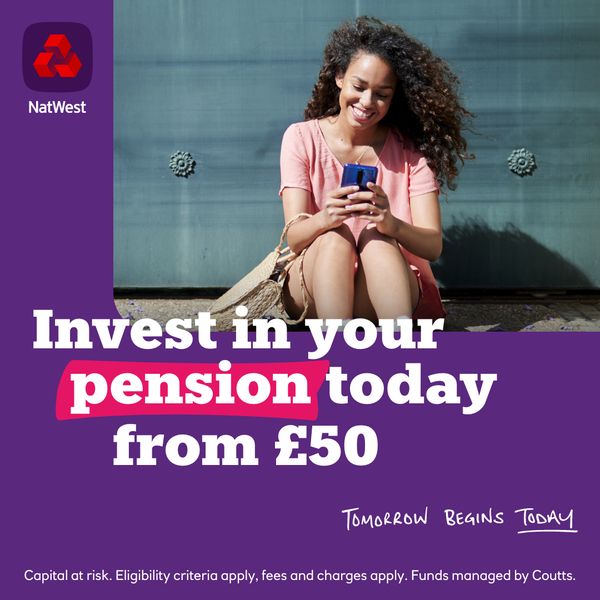 NatWest
Invest in your
pension today
from £50
TOMORROW BEGINS TODAY
Capital at risk. Eligibility criteria apply, fees and charges apply. Funds managed by Coutts.